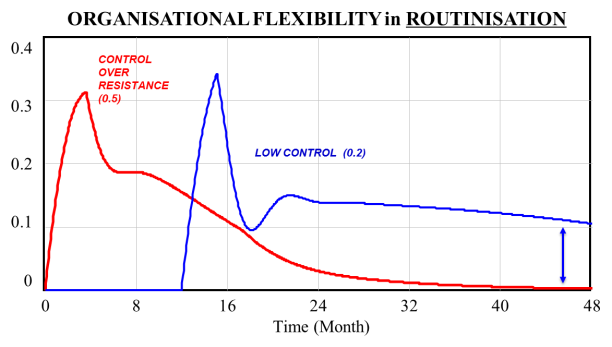 ORGANISATIONAL FLEXIBILITY in ROUTINISATION
0.4
CONTROL
OVER
RESISTANCE
(0.5)
0.3
LOW CONTROL (0.2)
0.2
0.1
0
0 8 16 24 32 40 48
Time (Month)